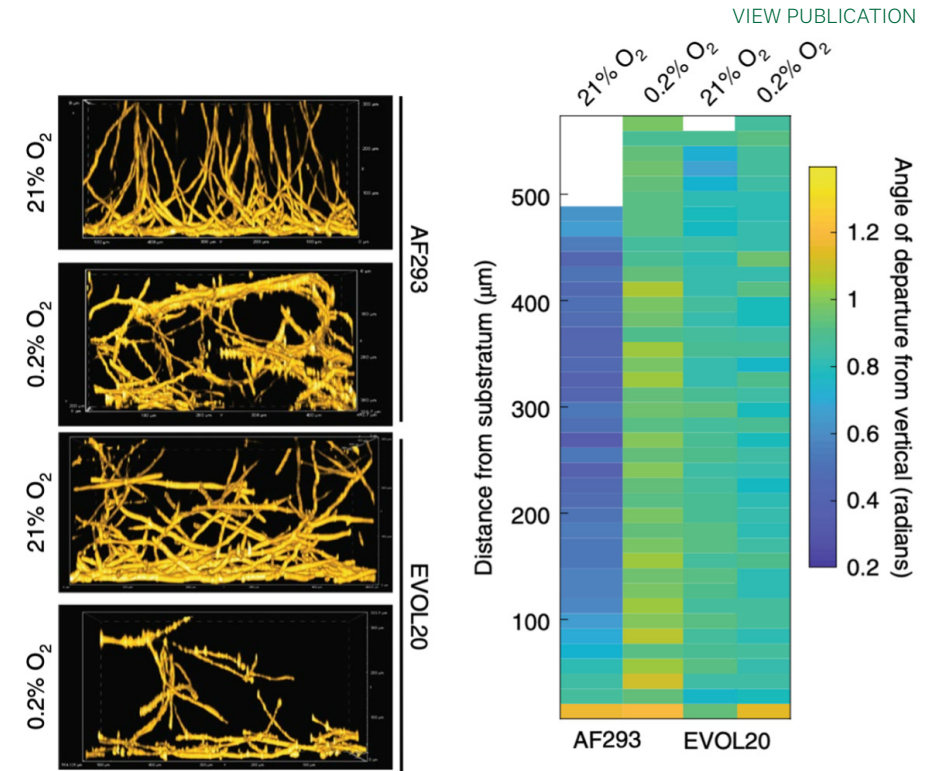 VIEW PUBLICATION
21% O₂
0.2% O₂
21% O₂
0.2% O₂
AF293
EVOL20
21% O₂ 0.2% O₂ 21% O₂ 0.2% O₂
Distance from substratum (μm)
500
400
300
200
100
AF293 EVOL20
1.2
1
0.8
0.6
0.4
0.2
Angle of departure from vertical (radians)